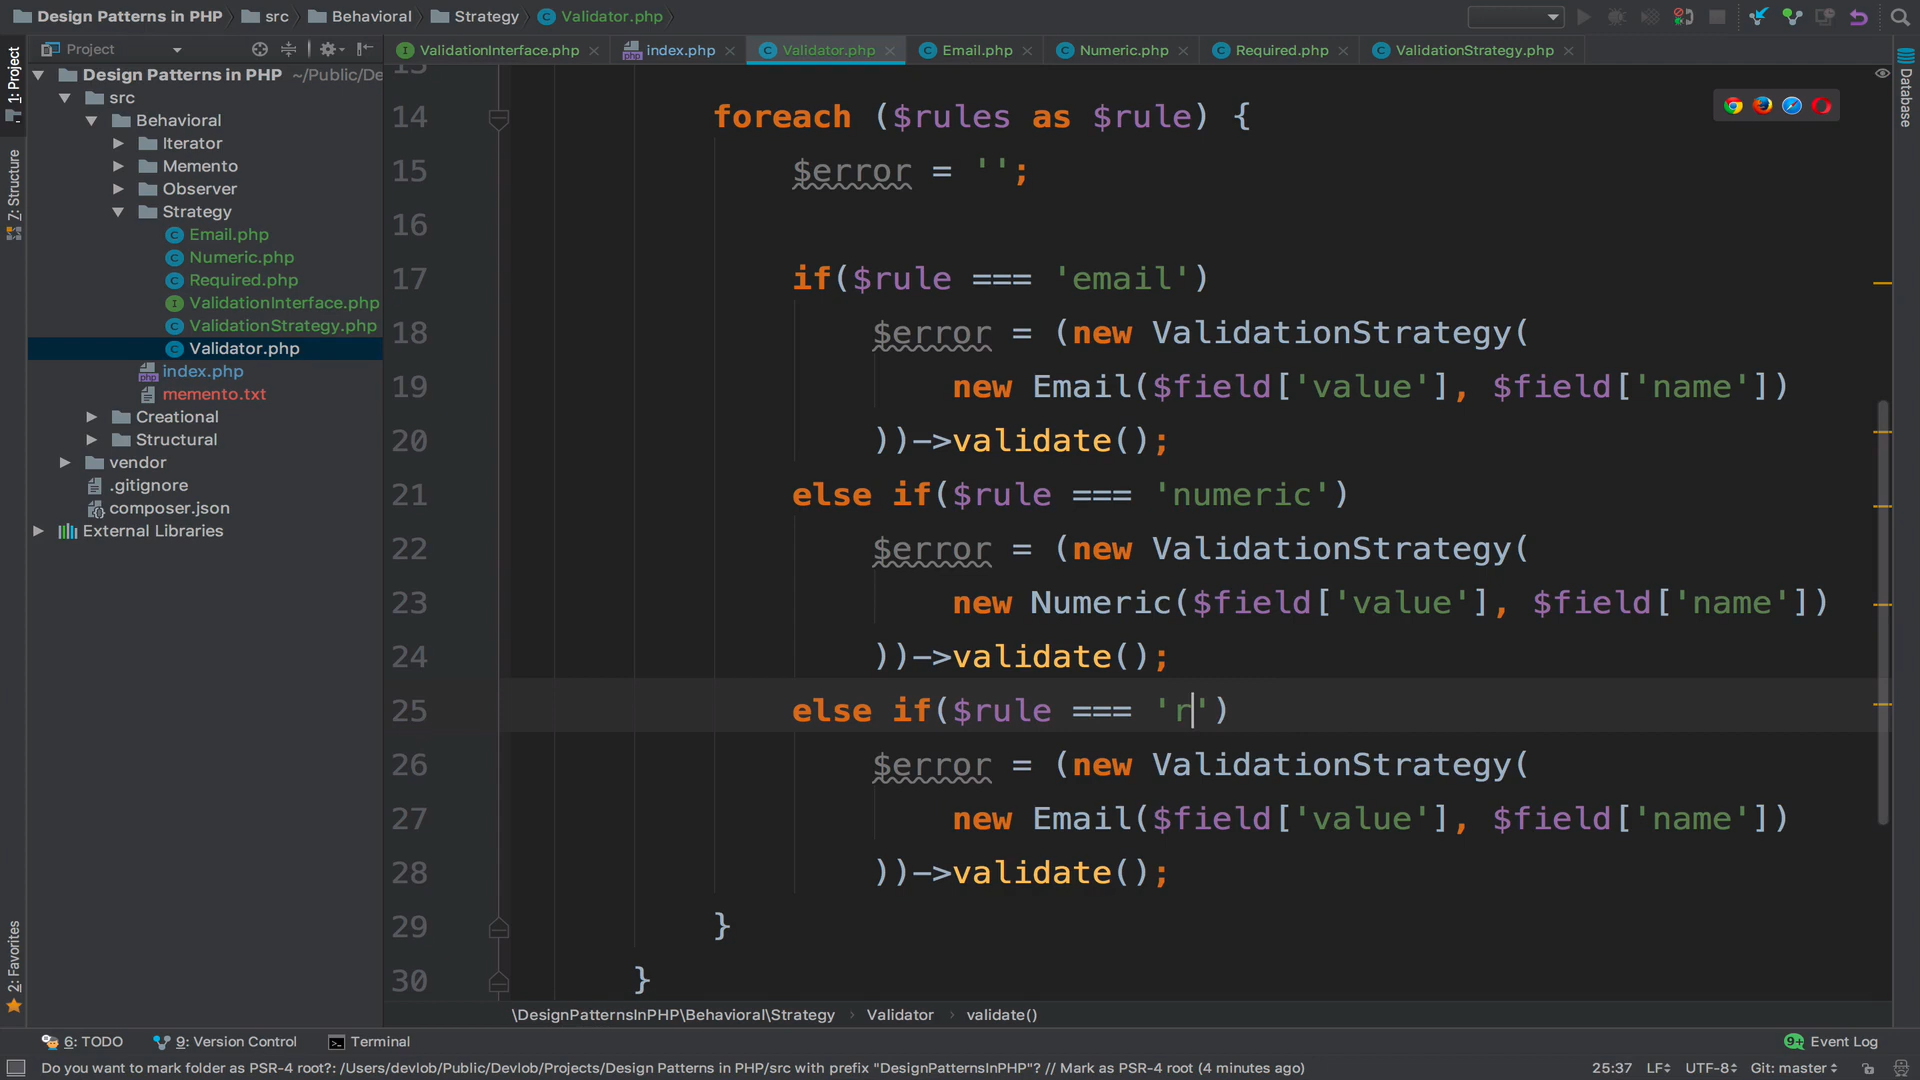 Design Patterns in PHP src Behavioral Strategy Validator.php
Project
ValidationInterface.php index.php Validator.php Email.php Numeric.php Required.php ValidationStrategy.php
1: Project
7: Structure
2: Favorites
Database
Design Patterns in PHP ~/Public/De
src
Behavioral
Iterator
Memento
Observer
Strategy
Email.php
Numeric.php
Required.php
ValidationInterface.php
ValidationStrategy.php
Validator.php
index.php
memento.txt
Creational
Structural
vendor
.gitignore
composer.json
External Libraries
14 foreach ($rules as $rule) {
15 $error = '';
16
17 if($rule === 'email')
18 $error = (new ValidationStrategy(
19 new Email($field['value'], $field['name'])
20 ))->validate();
21 else if($rule === 'numeric')
22 $error = (new ValidationStrategy(
23 new Numeric($field['value'], $field['name'])
24 ))->validate();
25 else if($rule === 'r')
26 $error = (new ValidationStrategy(
27 new Email($field['value'], $field['name'])
28 ))->validate();
29 }
30 }
\DesignPatternsInPHP\Behavioral\Strategy › Validator › validate()
6: TODO 9: Version Control Terminal 9+ Event Log
Do you want to mark folder as PSR-4 root?: /Users/devlob/Public/Devlob/Projects/Design Patterns in PHP/src with prefix "DesignPatternsInPHP"? // Mark as PSR-4 root (4 minutes ago) 25:37 LF UTF-8 Git: master